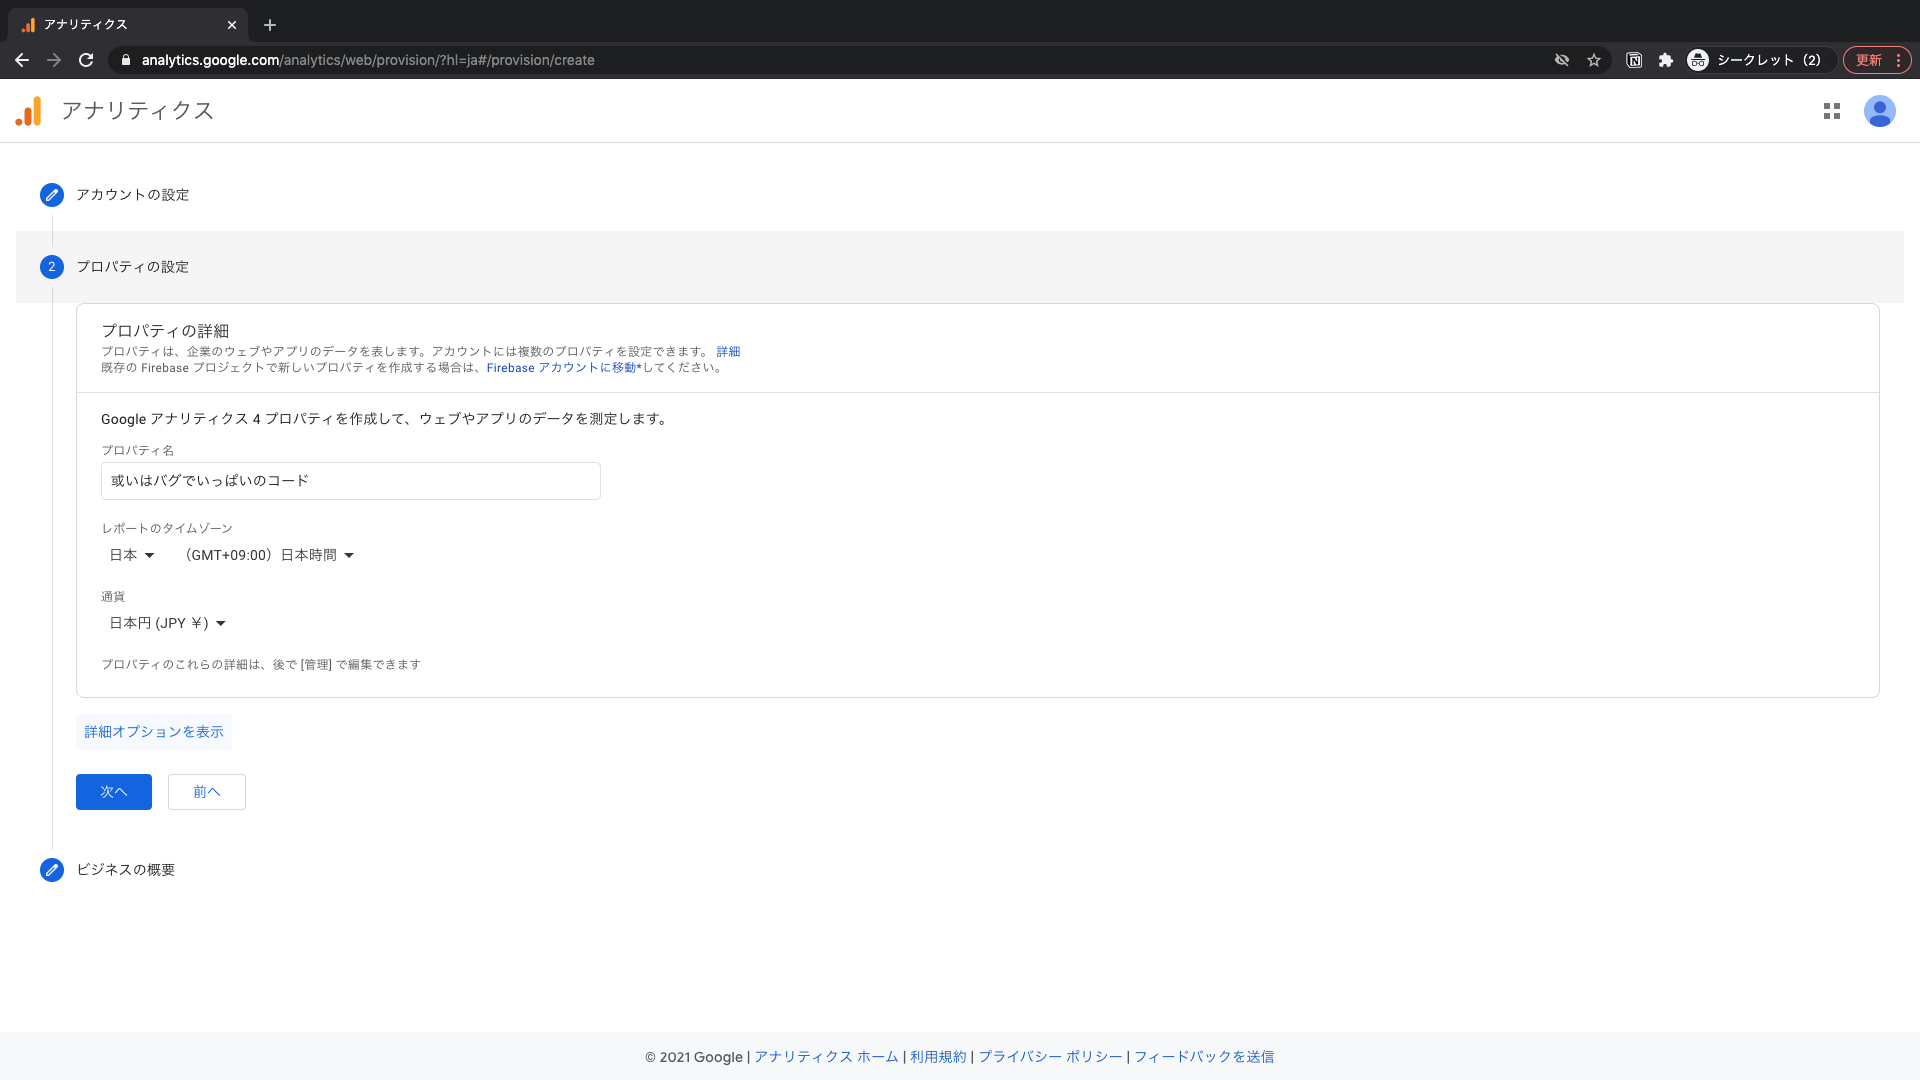 アナリティクス
analytics.google.com/analytics/web/provision/?hl=ja#/provision/create
シークレット（2）
更新
アナリティクス
アカウントの設定
2
プロパティの設定
プロパティの詳細
プロパティは、企業のウェブやアプリのデータを表します。アカウントには複数のプロパティを設定できます。 詳細
既存の Firebase プロジェクトで新しいプロパティを作成する場合は、Firebase アカウントに移動*してください。
Google アナリティクス 4 プロパティを作成して、ウェブやアプリのデータを測定します。
プロパティ名
或いはバグでいっぱいのコード
レポートのタイムゾーン
日本 （GMT+09:00）日本時間
通貨
日本円 (JPY ¥)
プロパティのこれらの詳細は、後で [管理] で編集できます
詳細オプションを表示
次へ 前へ
ビジネスの概要
© 2021 Google | アナリティクス ホーム | 利用規約 | プライバシー ポリシー | フィードバックを送信